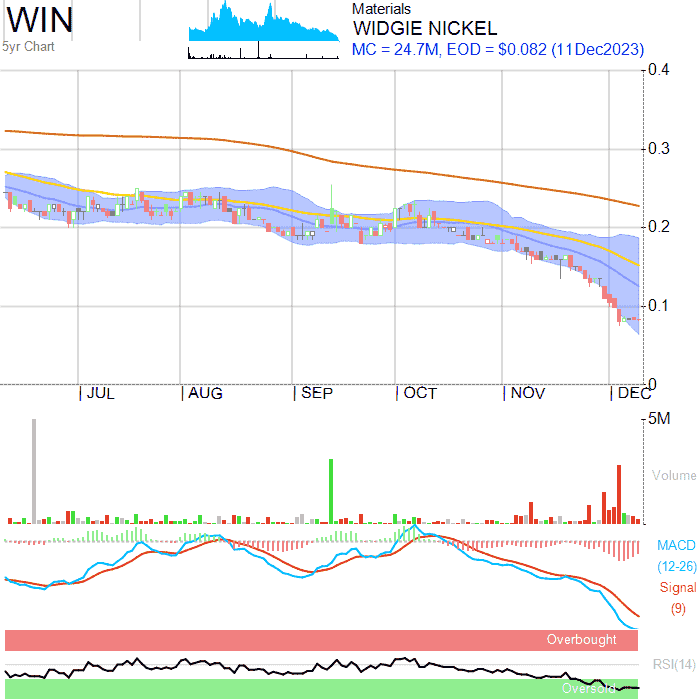 WIN
5yr Chart
Materials
WIDGIE NICKEL
MC = 24.7M, EOD = $0.082 (11Dec2023)
0.4
0.3
0.2
0.1
0
JUL AUG SEP OCT NOV DEC
5M
Volume
MACD
(12-26)
Signal
(9)
Overbought
RSI(14)
Oversold